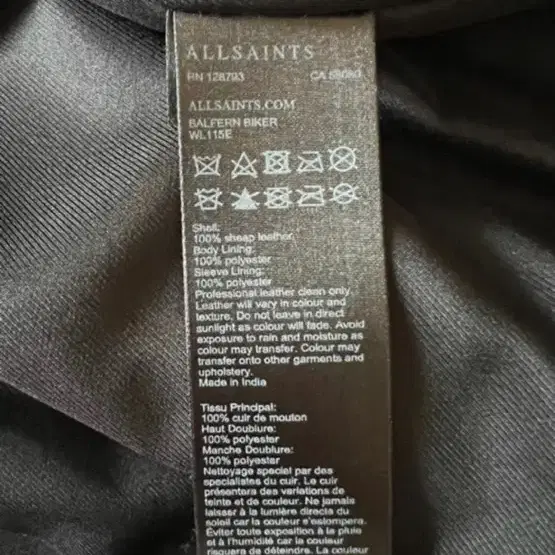 ALLSAINTS
RN 128793
ALLSAINTS.COM
BALFERN BIKER
WL115E
Shell:
100% sheep leather
Body Lining:
100% polyester
Sleeve Lining:
100% polyester
Professional leather clean only.
Leather will vary in colour and
texture. Do not leave in direct
sunlight as colour will fade. Avoid
exposure to rain and moisture as
colour may transfer. Colour may
transfer onto other garments and
upholstery.
Made in India
Tissu Principal:
100% cuir de mouton
Haut Doublure:
100% polyester
Manche Doublure:
100% polyester
Nettoyage special par des
specialistes du cuir. Le cuir
présentera des variations de
teinte et de couleur. Ne jamais
laisser à la lumière directe du
soleil car la couleur s'estompera.
Éviter toute exposition à la pluie
et à l'humidité car la couleur
risquera de déteindre. La couleur